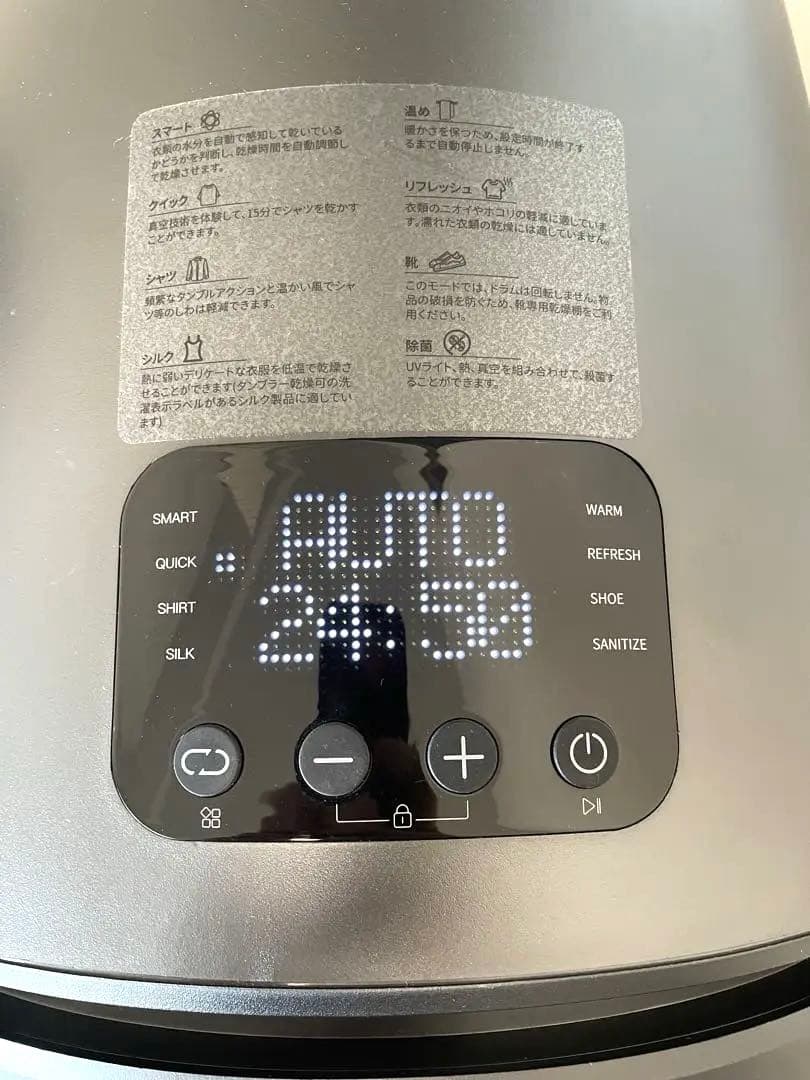 スマート
衣類の水分を自動で感知して乾いている
かどうかを判断し、乾燥時間を自動調節し
て乾燥させます。
クイック
真空技術を体験して、15分でシャツを乾かす
ことができます。
シャツ
頻繁なタンブルアクションと温かい風でシャ
ツ等のしわは軽減できます。
シルク
熱に弱いデリケートな衣服を低温で乾燥さ
せることができます(タンブラー乾燥可の洗
濯表示ラベルがあるシルク製品に適してい
ます)
温め
暖かさを保つため、設定時間が終了す
るまで自動停止しません。
リフレッシュ
衣類のニオイやホコリの軽減に適していま
す。濡れた衣類の乾燥には適していません。
靴
このモードでは、ドラムは回転しません。物
品の破損を防ぐため、靴専用乾燥棚をご利
用ください。
除菌
UVライト、熱、真空を組み合わせて、殺菌す
ることができます。
SMART
QUICK
SHIRT
SILK
AUTO
24.50
WARM
REFRESH
SHOE
SANITIZE